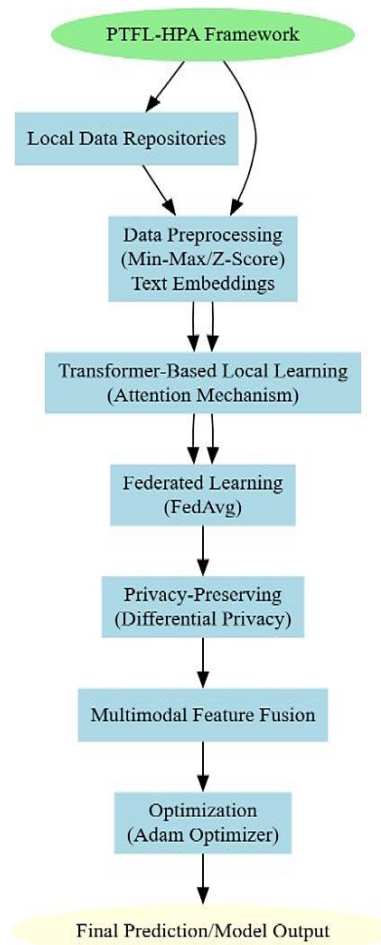 PTFL-HPA Framework
Local Data Repositories
Data Preprocessing
(Min-Max/Z-Score)
Text Embeddings
Transformer-Based Local Learning
(Attention Mechanism)
Federated Learning
(FedAvg)
Privacy-Preserving
(Differential Privacy)
Multimodal Feature Fusion
Optimization
(Adam Optimizer)
Final Prediction/Model Output